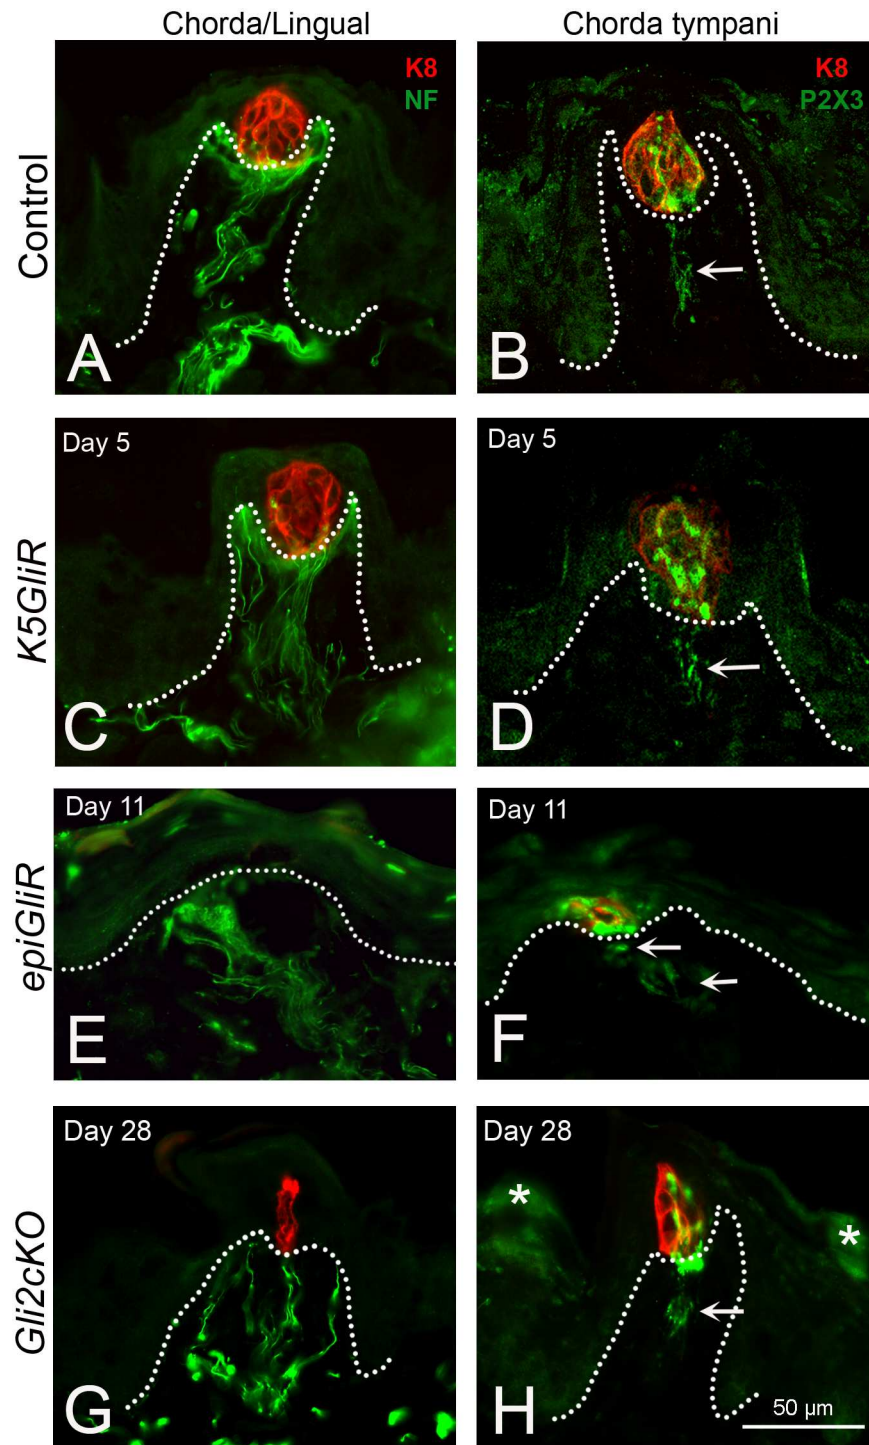 Chorda/Lingual
Chorda tympani
Control
K8
NF
A
K8
P2X3
B
K5GliR
Day 5
C
Day 5
D
epiGliR
Day 11
E
Day 11
F
Gli2cKO
Day 28
G
Day 28
*
*
H
50 µm